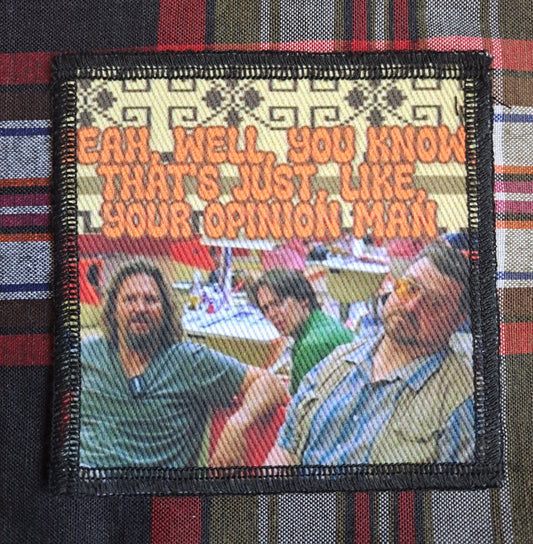 EAH, WELL, YOU KNOW
THAT'S JUST, LIKE,
YOUR OPINION MAN